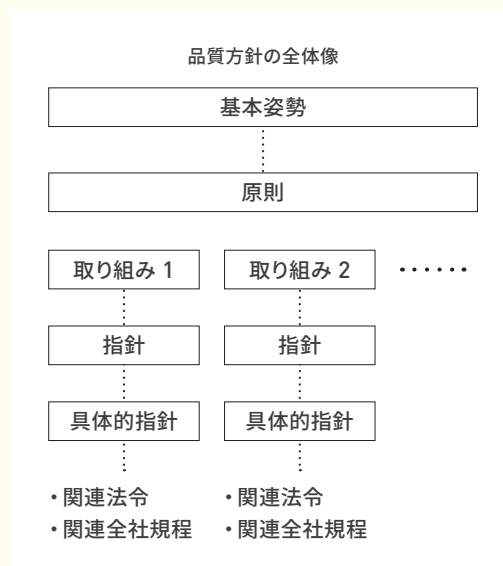 品質方針の全体像
基本姿勢
原則
取り組み 1
取り組み 2
……
指針
指針
具体的指針
具体的指針
・関連法令
・関連全社規程
・関連法令
・関連全社規程